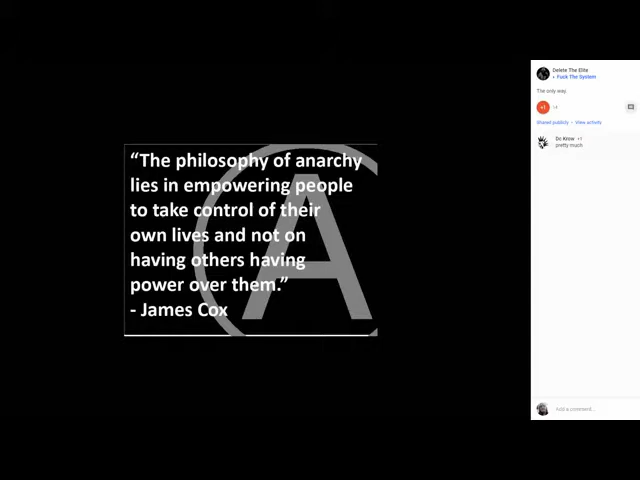 “The philosophy of anarchy
lies in empowering people
to take control of their
own lives and not on
having others having
power over them.”
- James Cox
Delete The Elite
Fuck The System
The only way.
+1
Shared publicly • View activity
Dc Krow +1
pretty much
Add a comment...